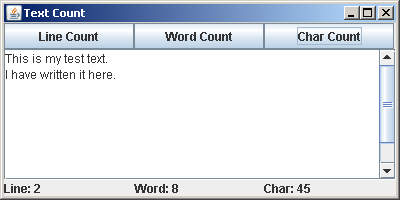 Text Count
Line Count Word Count Char Count
This is my test text.
I have written it here.
Line: 2 Word: 8 Char: 45